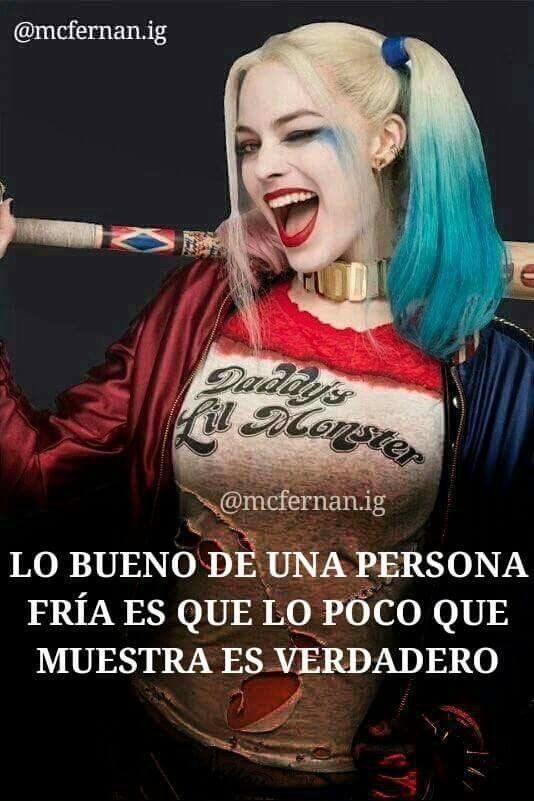 @mcfernan.ig
Daddy's
Lil Monster
@mcfernan.ig
LO BUENO DE UNA PERSONA
FRÍA ES QUE LO POCO QUE
MUESTRA ES VERDADERO